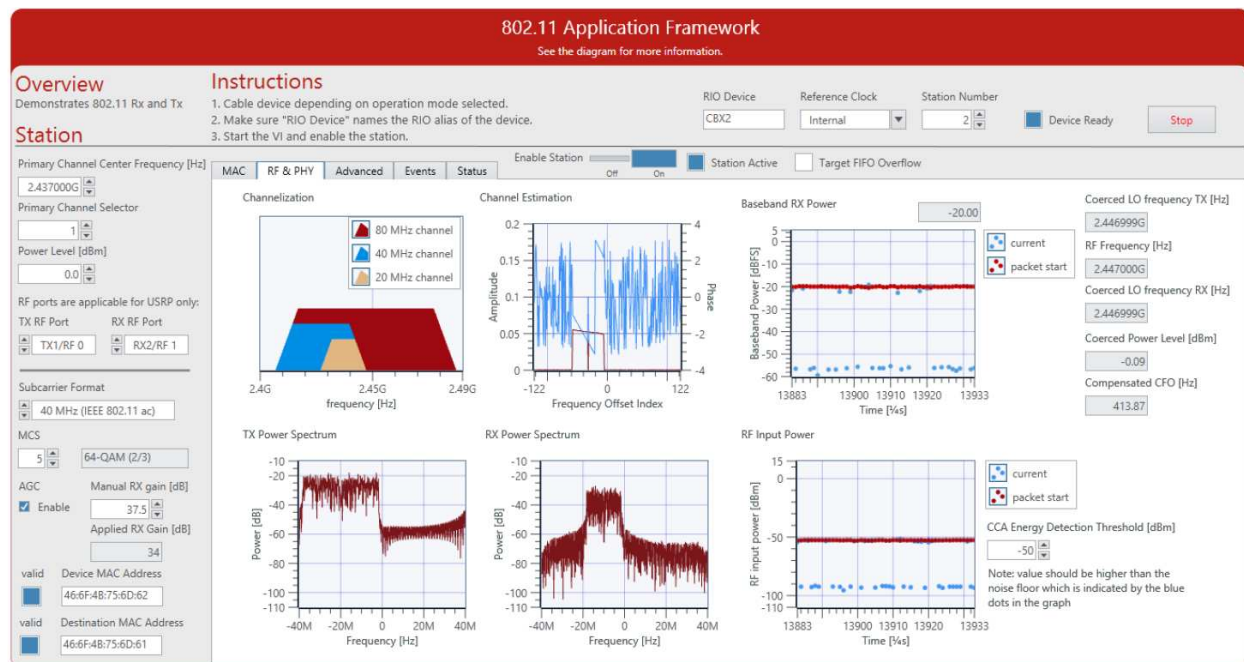 802.11 Application Framework
See the diagram for more information.
Overview
Demonstrates 802.11 Rx and Tx
Station
Instructions
1. Cable device depending on operation mode selected.
2. Make sure "RIO Device" names the RIO alias of the device.
3. Start the VI and enable the station.
RIO Device
CBX2
Reference Clock
Internal
Station Number
2
Device Ready
Stop
Primary Channel Center Frequency [Hz]
2.437000G
Primary Channel Selector
1
Power Level [dBm]
0.0
RF ports are applicable for USRP only:
TX RF Port RX RF Port
TX1/RF 0 RX2/RF 1
Subcarrier Format
40 MHz (IEEE 802.11 ac)
MCS
5 64-QAM (2/3)
AGC Manual RX gain [dB]
Enable 37.5
Applied RX Gain [dB]
34
valid Device MAC Address
46:6F:4B:75:6D:62
valid Destination MAC Address
46:6F:4B:75:6D:61
MAC RF & PHY Advanced Events Status
Enable Station
Off On
Station Active
Target FIFO Overflow
Channelization
80 MHz channel
40 MHz channel
20 MHz channel
2.4G 2.45G 2.49G
frequency [Hz]
Channel Estimation
Amplitude
0.2
0.15
0.1
0.05
0
Phase
4
2
0
-2
-4
-122 0 122
Frequency Offset Index
Baseband RX Power
-20.00
current
packet start
Baseband Power [dBFS]
5
0
-10
-20
-30
-40
-50
-60
13883 13900 13910 13920 13933
Time [¼s]
Coerced LO frequency TX [Hz]
2.446999G
RF Frequency [Hz]
2.447000G
Coerced LO frequency RX [Hz]
2.446999G
Coerced Power Level [dBm]
-0.09
Compensated CFO [Hz]
413.87
TX Power Spectrum
Power [dB]
-10
-20
-40
-60
-80
-110
-40M -20M 0 20M 40M
Frequency [Hz]
RX Power Spectrum
Power [dB]
-10
-20
-40
-60
-80
-110
-40M -20M 0 20M 40M
Frequency [Hz]
RF Input Power
RF input power [dBm]
15
0
-50
-100
-110
13883 13900 13910 13920 13933
Time [¼s]
current
packet start
CCA Energy Detection Threshold [dBm]
-50
Note: value should be higher than the
noise floor which is indicated by the blue
dots in the graph